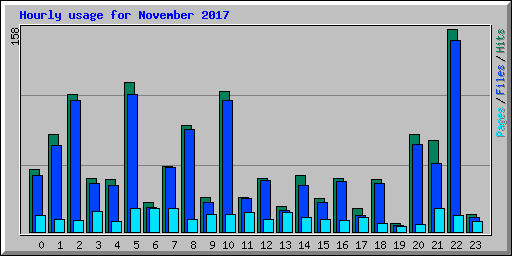 Hourly usage for November 2017
158
Pages/Files/Hits
0 1 2 3 4 5 6 7 8 9 10 11 12 13 14 15 16 17 18 19 20 21 22 23